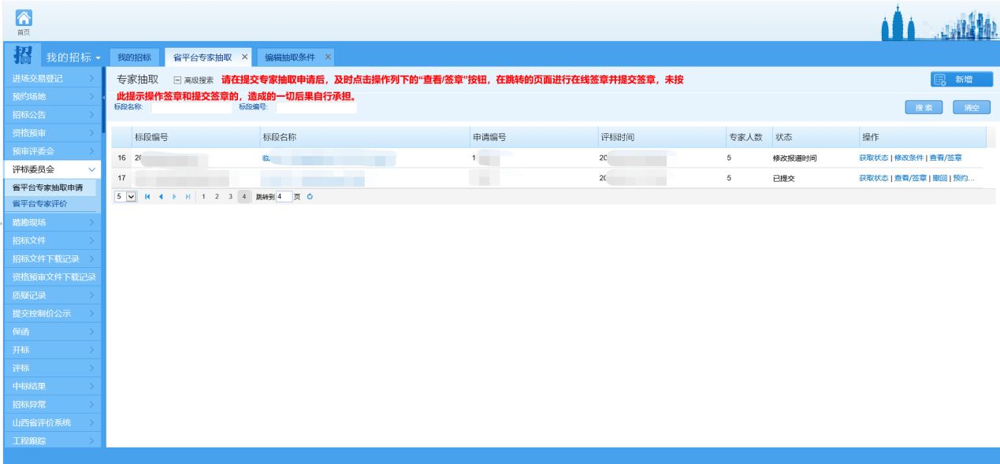 首页
招 我的招标
我的招标 省平台专家抽取 × 编辑抽取条件 ×
进场交易登记
预约场地
招标公告
资格预审
预审评委会
评标委员会
省平台专家抽取申请
省平台专家评价
踏勘现场
招标文件
招标文件下载记录
资格预审文件下载记录
质疑记录
提交控制价公示
保函
开标
评标
中标结果
招标异常
山西省评价系统
工程跟踪
专家抽取 高级搜索 请在提交专家抽取申请后，及时点击操作列下的“查看/签章”按钮，在跳转的页面进行在线签章并提交签章，未按
此提示操作签章和提交签章的，造成的一切后果自行承担。
新增
标段名称: 标段编号:
搜索 清空
标段编号 标段名称 申请编号 评标时间 专家人数 状态 操作
16 20 临 1 20 5 修改报道时间 获取状态 | 修改条件 | 查看/签章
17 20 5 已提交 获取状态 | 查看/签章 | 撤回 | 预约...
5 1 2 3 4 跳转到 4 页